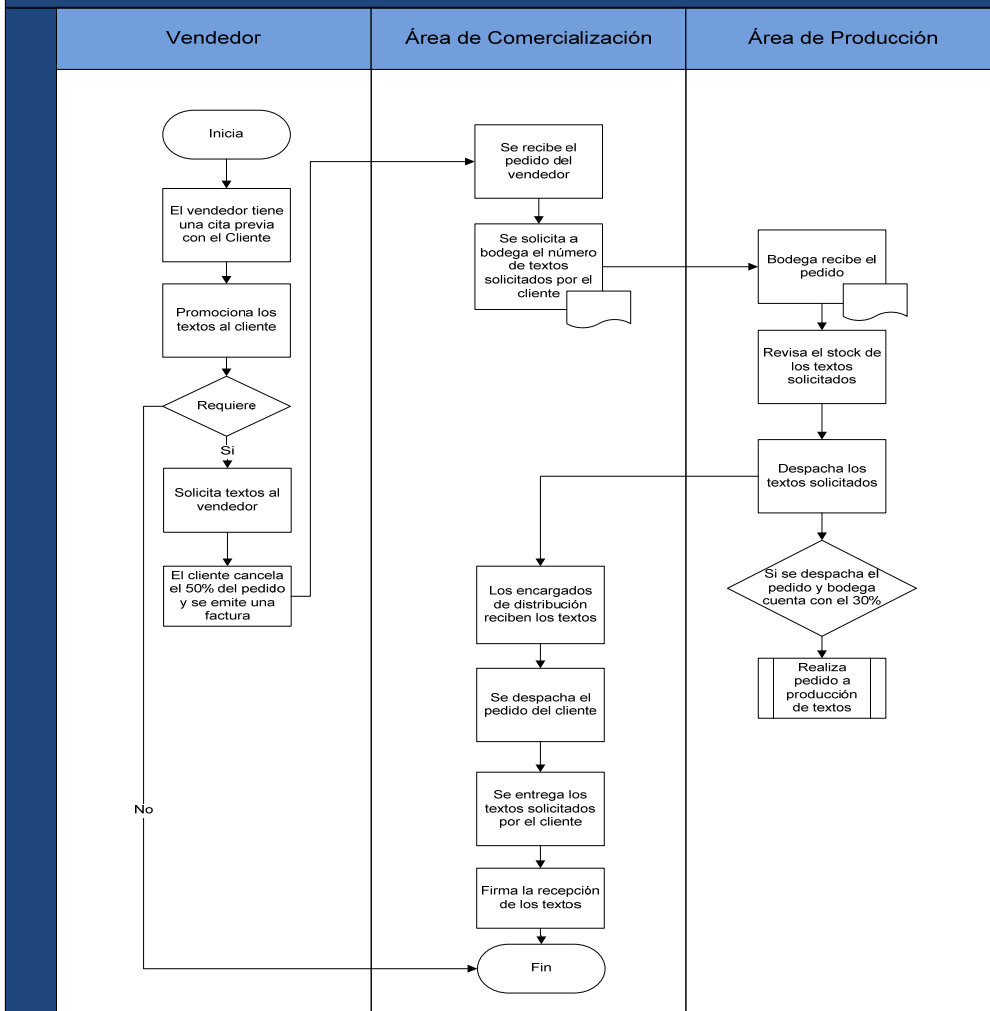 Vendedor
Área de Comercialización
Área de Producción
Inicia
El vendedor tiene
una cita previa
con el Cliente
Promociona los
textos al cliente
Requiere
Si
Solicita textos al
vendedor
El cliente cancela
el 50% del pedido
y se emite una
factura
No
Se recibe el
pedido del
vendedor
Se solicita a
bodega el número
de textos
solicitados por el
cliente
Los encargados
de distribución
reciben los textos
Se despacha el
pedido del cliente
Se entrega los
textos solicitados
por el cliente
Firma la recepción
de los textos
Fin
Bodega recibe el
pedido
Revisa el stock de
los textos
solicitados
Despacha los
textos solicitados
Si se despacha el
pedido y bodega
cuenta con el 30%
Realiza
pedido a
producción
de textos